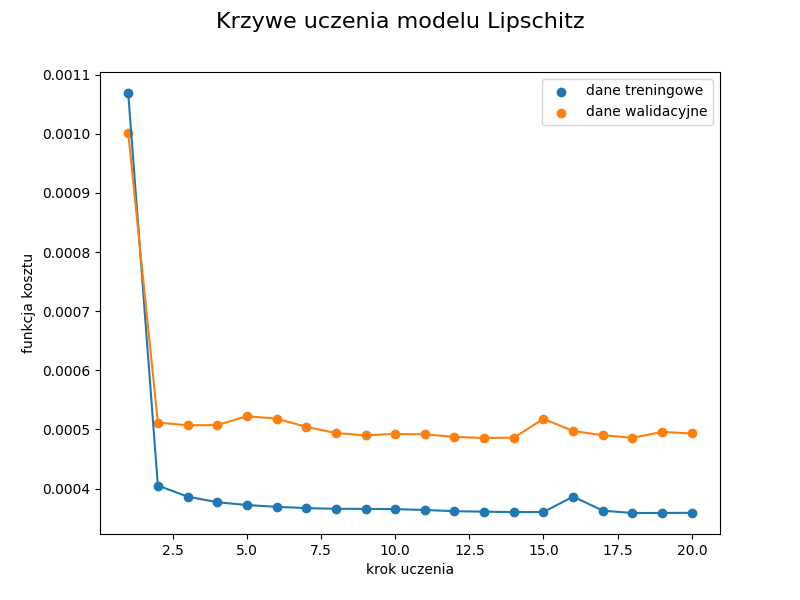 Krzywe uczenia modelu Lipschitz
0.0011
0.0010
0.0009
0.0008
0.0007
0.0006
0.0005
0.0004
funkcja kosztu
dane treningowe
dane walidacyjne
2.5 5.0 7.5 10.0 12.5 15.0 17.5 20.0
krok uczenia